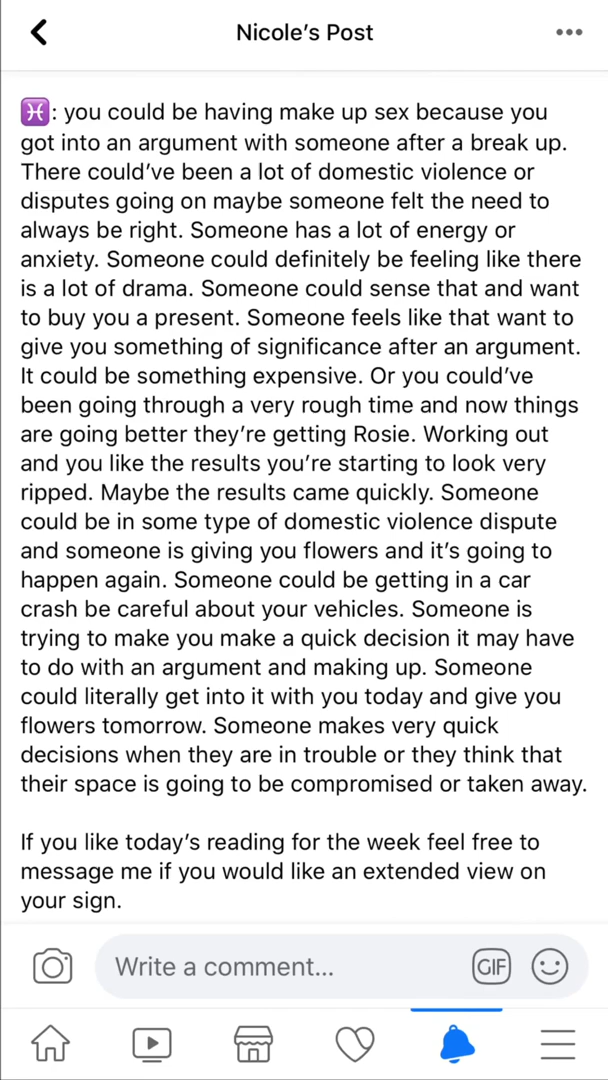 Nicole's Post
♓: you could be having make up sex because you
got into an argument with someone after a break up.
There could've been a lot of domestic violence or
disputes going on maybe someone felt the need to
always be right. Someone has a lot of energy or
anxiety. Someone could definitely be feeling like there
is a lot of drama. Someone could sense that and want
to buy you a present. Someone feels like that want to
give you something of significance after an argument.
It could be something expensive. Or you could've
been going through a very rough time and now things
are going better they're getting Rosie. Working out
and you like the results you're starting to look very
ripped. Maybe the results came quickly. Someone
could be in some type of domestic violence dispute
and someone is giving you flowers and it's going to
happen again. Someone could be getting in a car
crash be careful about your vehicles. Someone is
trying to make you make a quick decision it may have
to do with an argument and making up. Someone
could literally get into it with you today and give you
flowers tomorrow. Someone makes very quick
decisions when they are in trouble or they think that
their space is going to be compromised or taken away.
If you like today's reading for the week feel free to
message me if you would like an extended view on
your sign.
Write a comment...
GIF